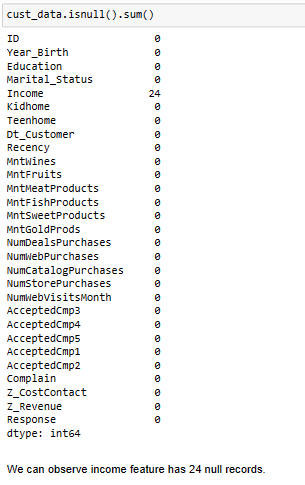 cust_data.isnull().sum()
ID 0
Year_Birth 0
Education 0
Marital_Status 0
Income 24
Kidhome 0
Teenhome 0
Dt_Customer 0
Recency 0
MntWines 0
MntFruits 0
MntMeatProducts 0
MntFishProducts 0
MntSweetProducts 0
MntGoldProds 0
NumDealsPurchases 0
NumWebPurchases 0
NumCatalogPurchases 0
NumStorePurchases 0
NumWebVisitsMonth 0
AcceptedCmp3 0
AcceptedCmp4 0
AcceptedCmp5 0
AcceptedCmp1 0
AcceptedCmp2 0
Complain 0
Z_CostContact 0
Z_Revenue 0
Response 0
dtype: int64
We can observe income feature has 24 null records.